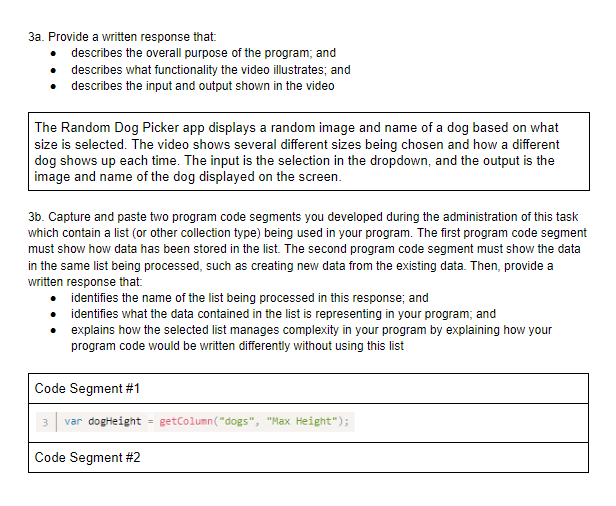 3a. Provide a written response that:
● describes the overall purpose of the program; and
● describes what functionality the video illustrates; and
● describes the input and output shown in the video
The Random Dog Picker app displays a random image and name of a dog based on what
size is selected. The video shows several different sizes being chosen and how a different
dog shows up each time. The input is the selection in the dropdown, and the output is the
image and name of the dog displayed on the screen.
3b. Capture and paste two program code segments you developed during the administration of this task
which contain a list (or other collection type) being used in your program. The first program code segment
must show how data has been stored in the list. The second program code segment must show the data
in the same list being processed, such as creating new data from the existing data. Then, provide a
written response that:
● identifies the name of the list being processed in this response; and
● identifies what the data contained in the list is representing in your program; and
● explains how the selected list manages complexity in your program by explaining how your
program code would be written differently without using this list
Code Segment #1
3 var dogHeight = getColumn("dogs", "Max Height");
Code Segment #2